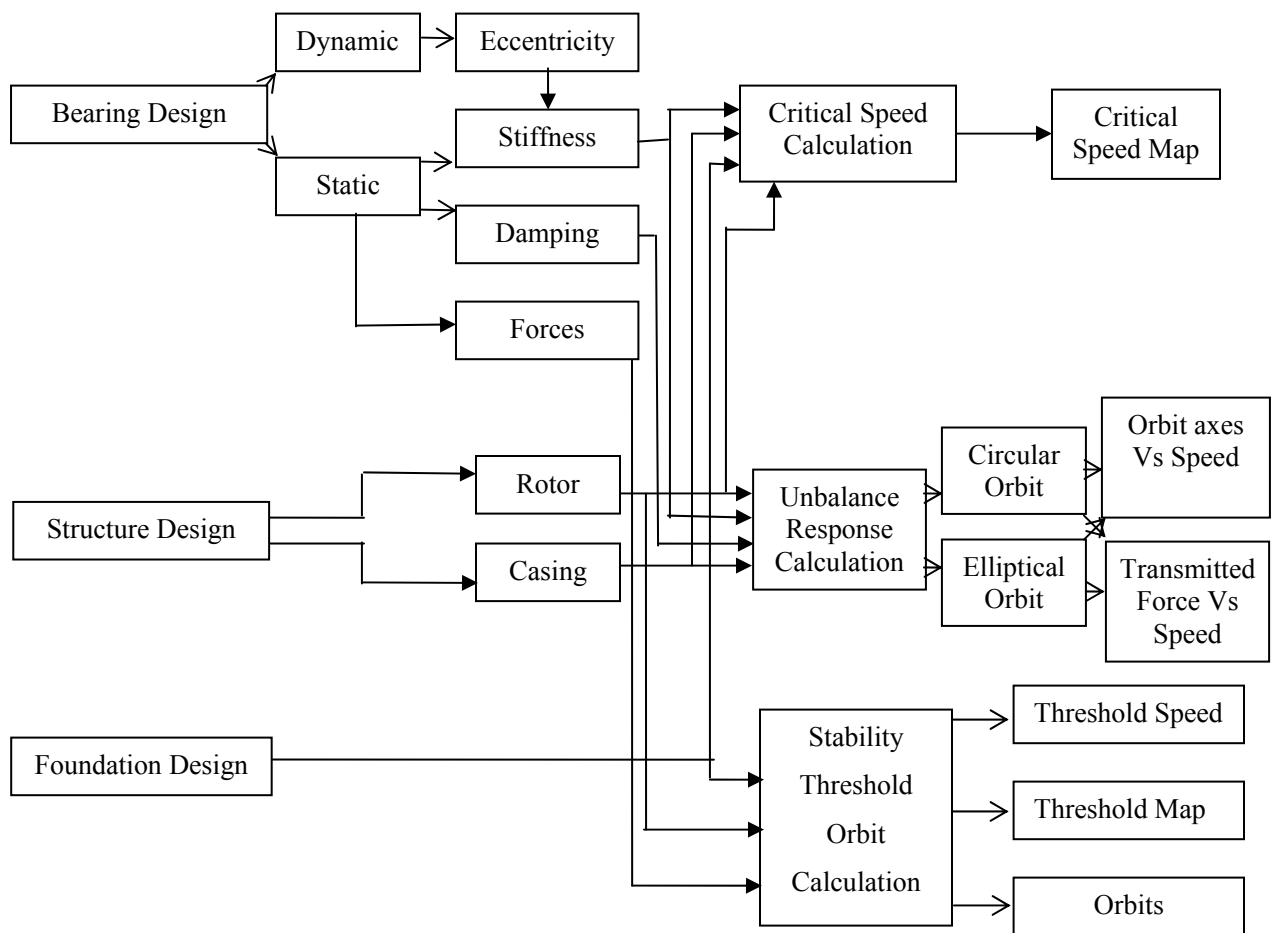 Dynamic
Eccentricity
Bearing Design
Stiffness
Critical Speed
Calculation
Critical
Speed Map
Static
Damping
Forces
Structure Design
Rotor
Casing
Unbalance
Response
Calculation
Circular
Orbit
Elliptical
Orbit
Orbit axes
Vs Speed
Transmitted
Force Vs
Speed
Foundation Design
Stability
Threshold
Orbit
Calculation
Threshold Speed
Threshold Map
Orbits